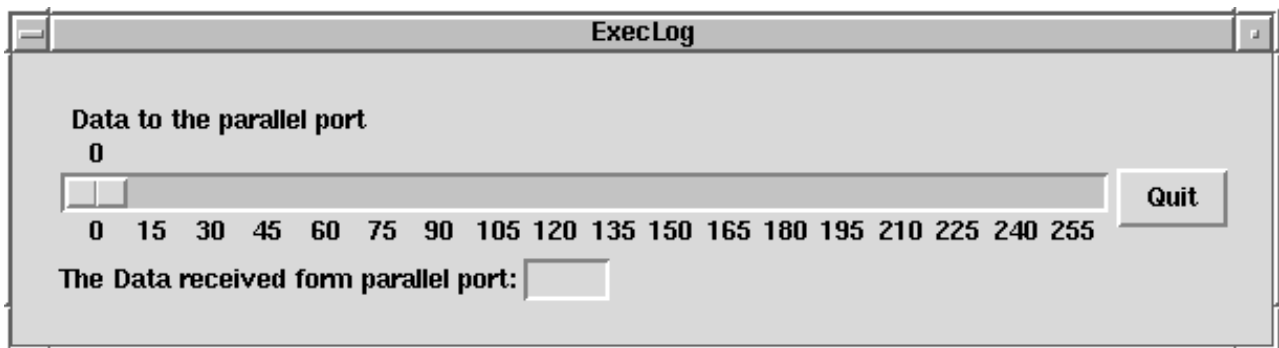 ExecLog
Data to the parallel port
0
Quit
0 15 30 45 60 75 90 105 120 135 150 165 180 195 210 225 240 255
The Data received form parallel port: